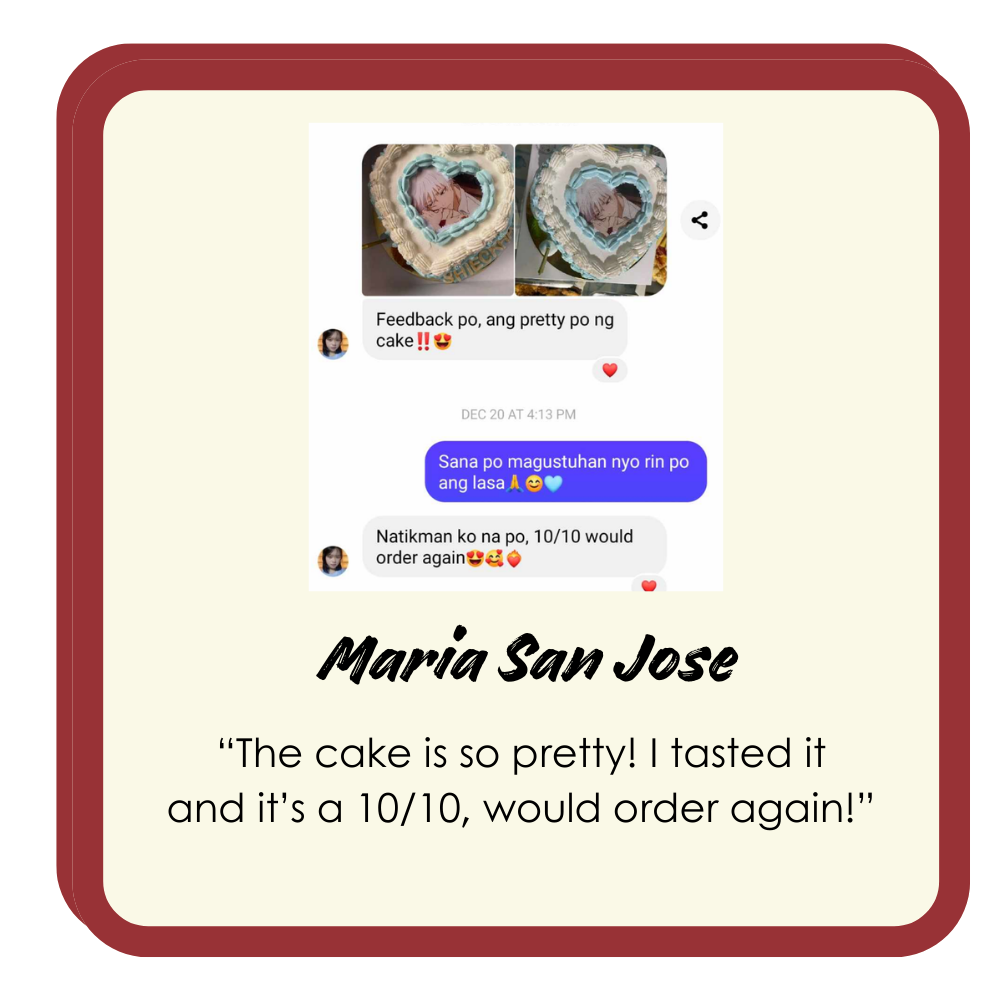 Feedback po, ang pretty po ng
cake‼️😍
DEC 20 AT 4:13 PM
Sana po magustuhan nyo rin po
ang lasa🙏😊🩵
Natikman ko na po, 10/10 would
order again😍🥰❤️‍🔥
Maria San Jose
“The cake is so pretty! I tasted it
and it’s a 10/10, would order again!”